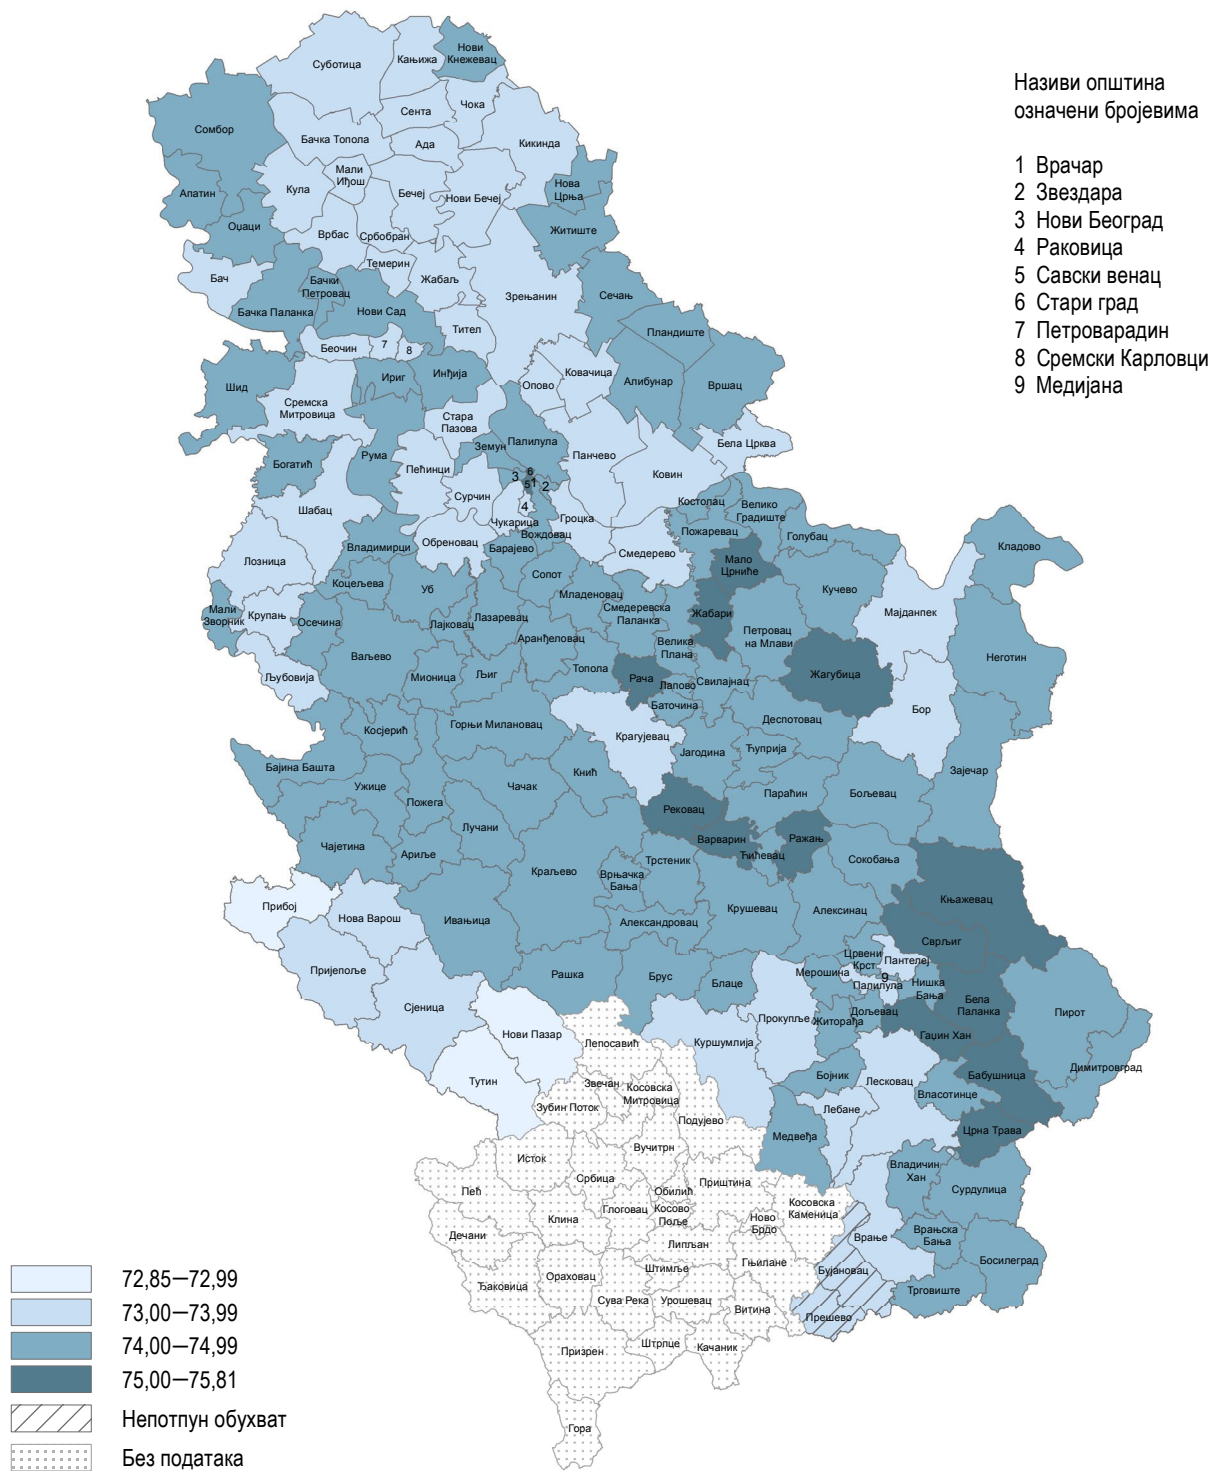 Нови
Кнежевац
Суботица
Кањижа
Сента
Чока
Сомбор
Бачка Топола
Ада
Кикинда
Мали
Иђош
Кула
Апатин
Бечеј
Нови Бечеј
Нова
Црња
Оџаци
Врбас
Србобран
Житиште
Темерин
Бач
Жабаљ
Бачки
Петровац
Зрењанин
Сечањ
Бачка Паланка
Нови Сад
Тител
Пландиште
Беочин
7
8
Шид
Ириг
Инђија
Ковачица
Опово
Алибунар
Вршац
Сремска
Митровица
Стара
Пазова
Земун
Палилула
Панчево
Бела Црква
Рума
Богатић
Пећинци
6
3
5
1
2
Ковин
Сурчин
4
Шабац
Чукарица
Гроцка
Костолац
Велико
Градиште
Вождовац
Пожаревац
Голубац
Обреновац
Барајево
Смедерево
Владимирци
Кладово
Лозница
Мало
Црниће
Коцељева
Уб
Сопот
Младеновац
Кучево
Мали
Зворник
Крупањ
Осечина
Лајковац
Лазаревац
Смедеревска
Паланка
Жабари
Мајданпек
Аранђеловац
Петровац
на Млави
Велика
Плана
Ваљево
Неготин
Љубовија
Мионица
Љиг
Топола
Рача
Лапово
Свилајнац
Жагубица
Баточина
Бор
Косјерић
Горњи Милановац
Деспотовац
Крагујевац
Јагодина
Ћуприја
Бајина Башта
Кнић
Зајечар
Ужице
Чачак
Параћин
Бољевац
Пожега
Рековац
Лучани
Варварин
Ражањ
Чајетина
Ариље
Ћићевац
Трстеник
Сокобања
Краљево
Врњачка
Бања
Књажевац
Прибој
Нова Варош
Ивањица
Крушевац
Алексинац
Александровац
Сврљиг
Црвени
Крст
Пантелеј
Пријепоље
Рашка
Брус
Блаце
Мерошина
9
Палилула
Нишка
Бања
Бела
Паланка
Сјеница
Пирот
Прокупље
Житорађа
Дољевац
Нови Пазар
Лепосавић
Куршумлија
Гаџин Хан
Димитровград
Тутин
Звечан
Косовска
Митровица
Бојник
Лесковац
Бабушница
Власотинце
Зубин Поток
Лебане
Подујево
Црна Трава
Медвеђа
Вучитрн
Исток
Србица
Владичин
Хан
Пећ
Обилић
Приштина
Сурдулица
Косовска
Каменица
Глоговац
Косово
Поље
Клина
Ново
Брдо
Дечани
Врање
Врањска
Бања
Липљан
Гњилане
Босилеград
Штимље
Бујановац
Ђаковица
Ораховац
Трговиште
Сува Река
Урошевац
Витина
Прешево
Штрпце
Качаник
Призрен
Гора
Називи општина
означени бројевима
1 Врачар
2 Звездара
3 Нови Београд
4 Раковица
5 Савски венац
6 Стари град
7 Петроварадин
8 Сремски Карловци
9 Медијана
72,85—72,99
73,00—73,99
74,00—74,99
75,00—75,81
Непотпун обухват
Без података